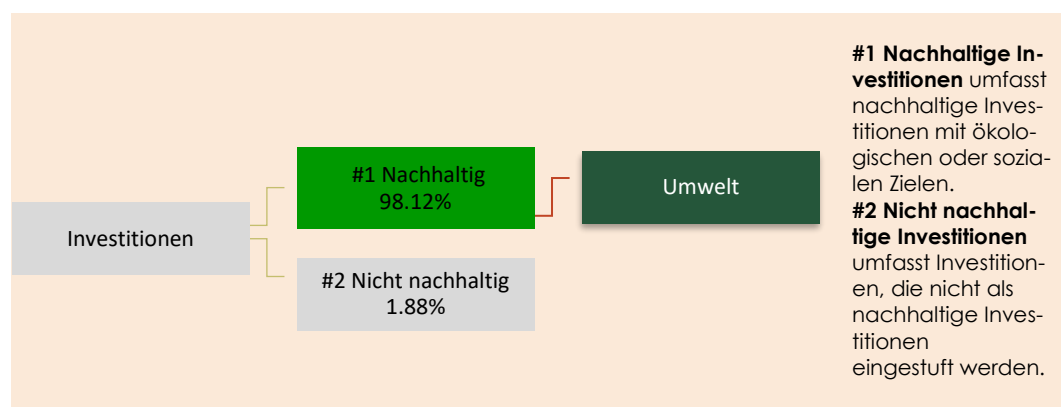 Investitionen
#1 Nachhaltig
98.12%
#2 Nicht nachhaltig
1.88%
Umwelt
#1 Nachhaltige In-
vestitionen umfasst
nachhaltige Inves-
titionen mit ökolo-
gischen oder sozia-
len Zielen.
#2 Nicht nachhal-
tige Investitionen
umfasst Investition-
en, die nicht als
nachhaltige Inves-
titionen
eingestuft werden.